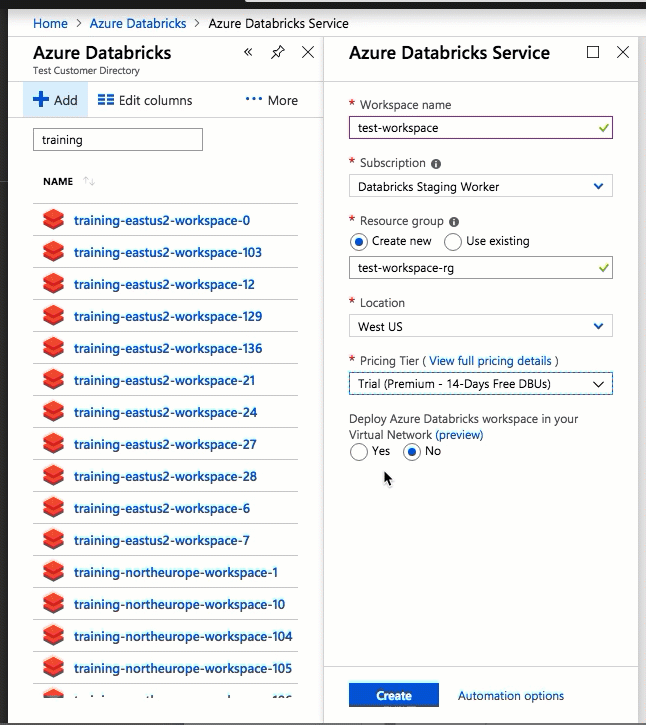 Home > Azure Databricks > Azure Databricks Service
Azure Databricks
Test Customer Directory
Add
Edit columns
More
training
NAME
training-eastus2-workspace-0
training-eastus2-workspace-103
training-eastus2-workspace-12
training-eastus2-workspace-129
training-eastus2-workspace-136
training-eastus2-workspace-21
training-eastus2-workspace-24
training-eastus2-workspace-27
training-eastus2-workspace-28
training-eastus2-workspace-6
training-eastus2-workspace-7
training-northeurope-workspace-1
training-northeurope-workspace-10
training-northeurope-workspace-104
training-northeurope-workspace-105
Azure Databricks Service
* Workspace name
test-workspace
* Subscription
Databricks Staging Worker
* Resource group
Create new
Use existing
test-workspace-rg
* Location
West US
* Pricing Tier ( View full pricing details )
Trial (Premium - 14-Days Free DBUs)
Deploy Azure Databricks workspace in your
Virtual Network (preview)
Yes
No
Create
Automation options